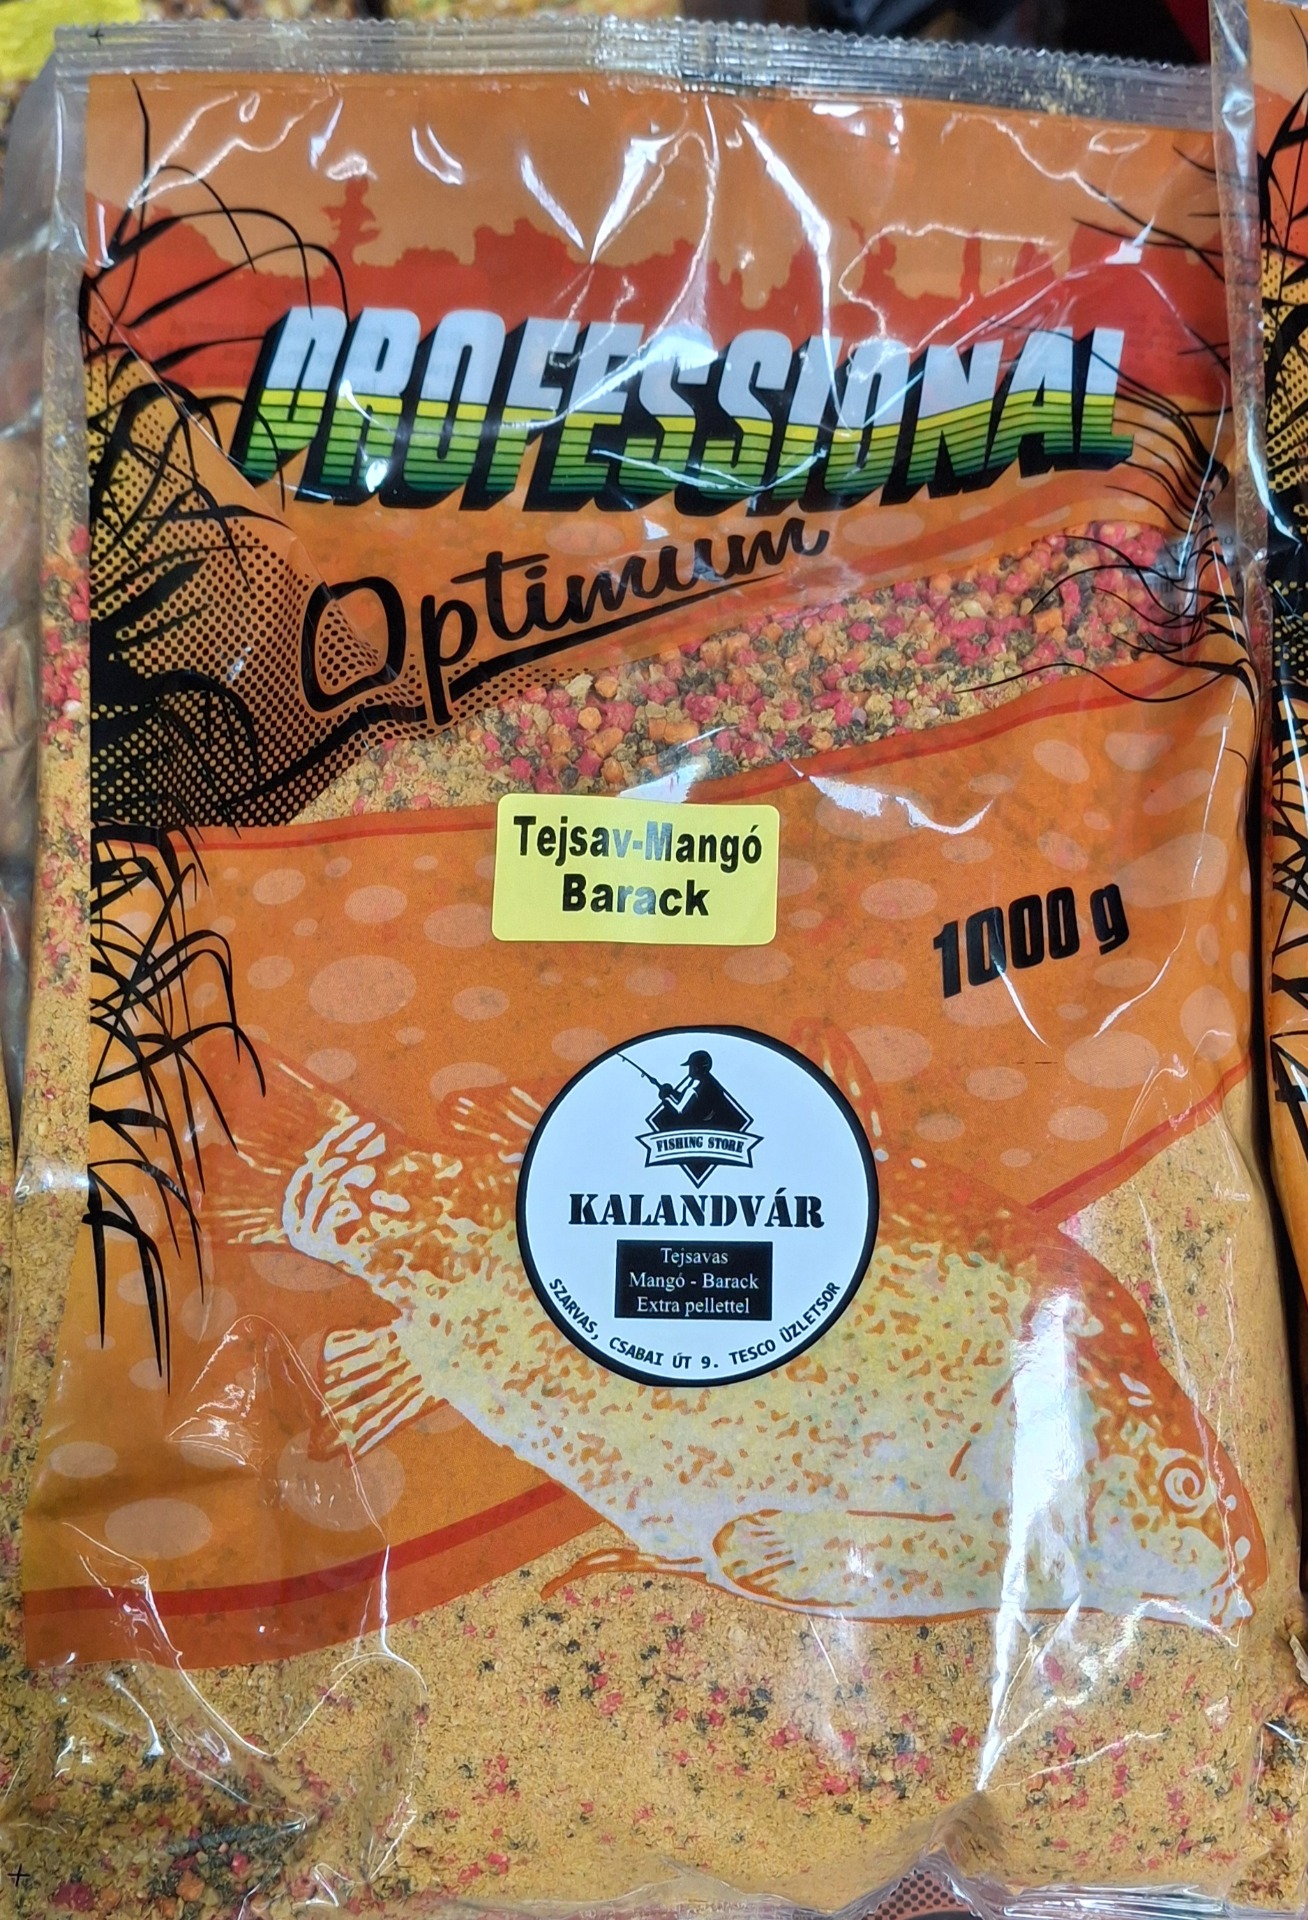 PROFESSIONAL
Optimum
Tejsav-Mangó
Barack
1000 g
FISHING STORE
KALANDVÁR
Tejsavas
Mangó - Barack
Extra pellettel
SZARVAS, CSABAI ÚT 9. TESCO ÜZLETSOR